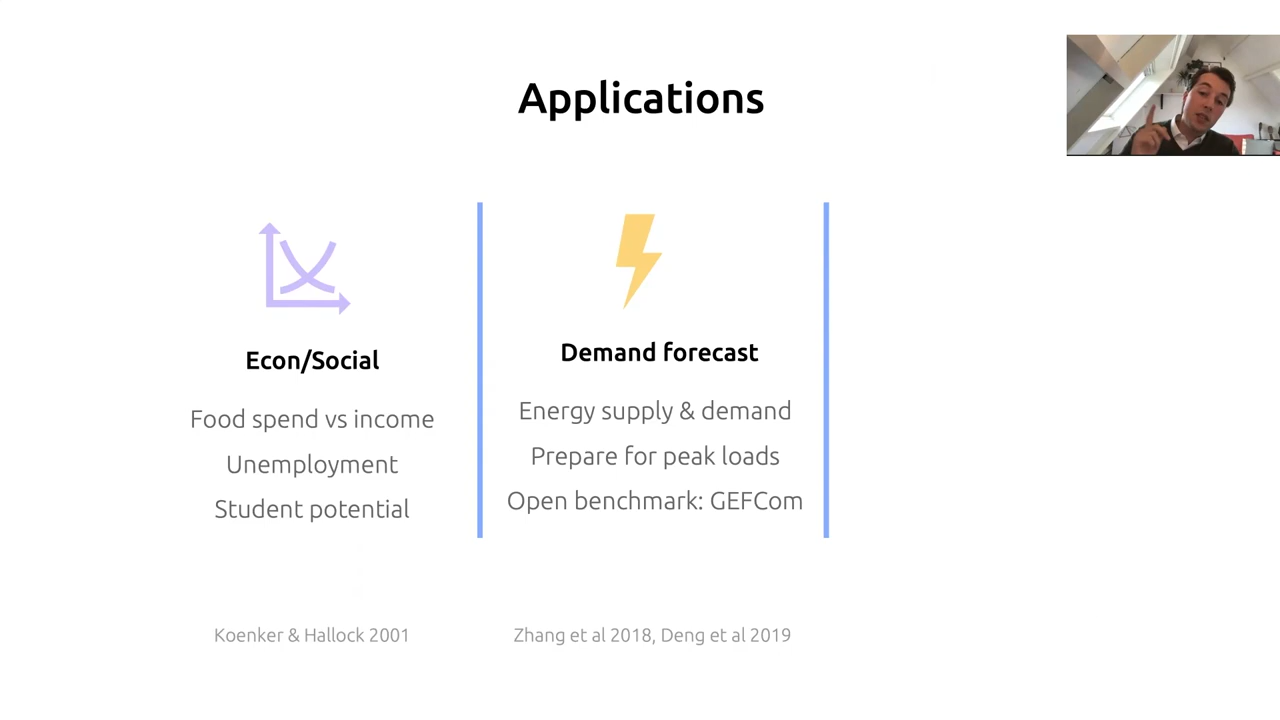 Applications
Econ/Social
Food spend vs income
Unemployment
Student potential
Koenker & Hallock 2001
Demand forecast
Energy supply & demand
Prepare for peak loads
Open benchmark: GEFCom
Zhang et al 2018, Deng et al 2019